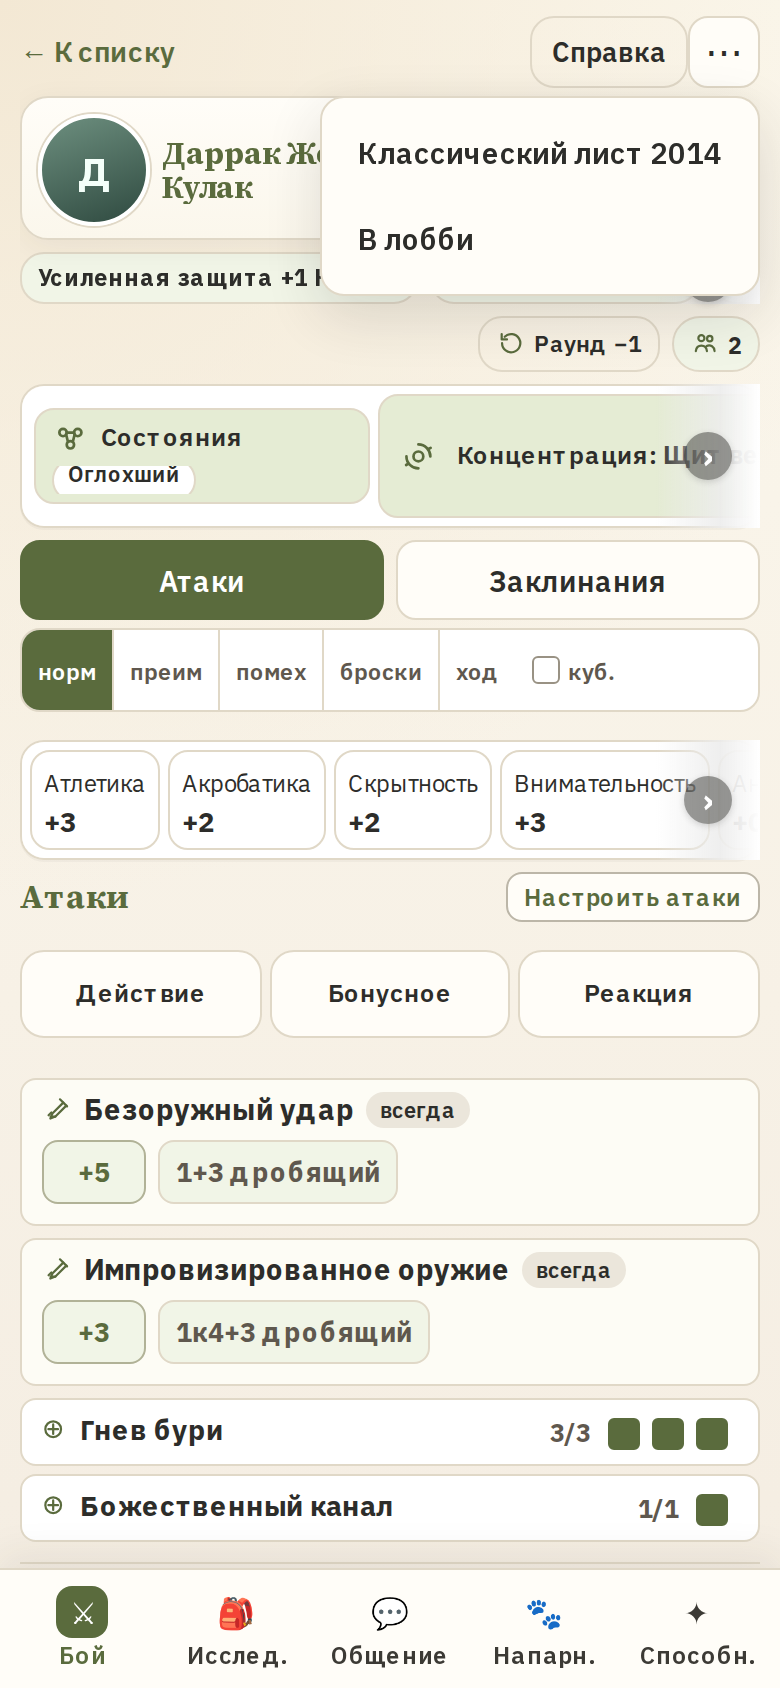 ← К списку
Справка
...
Классический лист 2014
В лобби
Д
Даррак
Кулак
Усиленная защита +1
Раунд −1
2
Состояния
Оглохший
Концентрация: Щит
Атаки
Заклинания
норм
преим
помех
броски
ход
куб.
Атлетика
+3
Акробатика
+2
Скрытность
+2
Внимательность
+3
Атаки
Настроить атаки
Действие
Бонусное
Реакция
Безоружный удар
всегда
+5
1+3 дробящий
Импровизированное оружие
всегда
+3
1к4+3 дробящий
Гнев бури
3/3
Божественный канал
1/1
Бой
Исслед.
Общение
Напарн.
Способн.